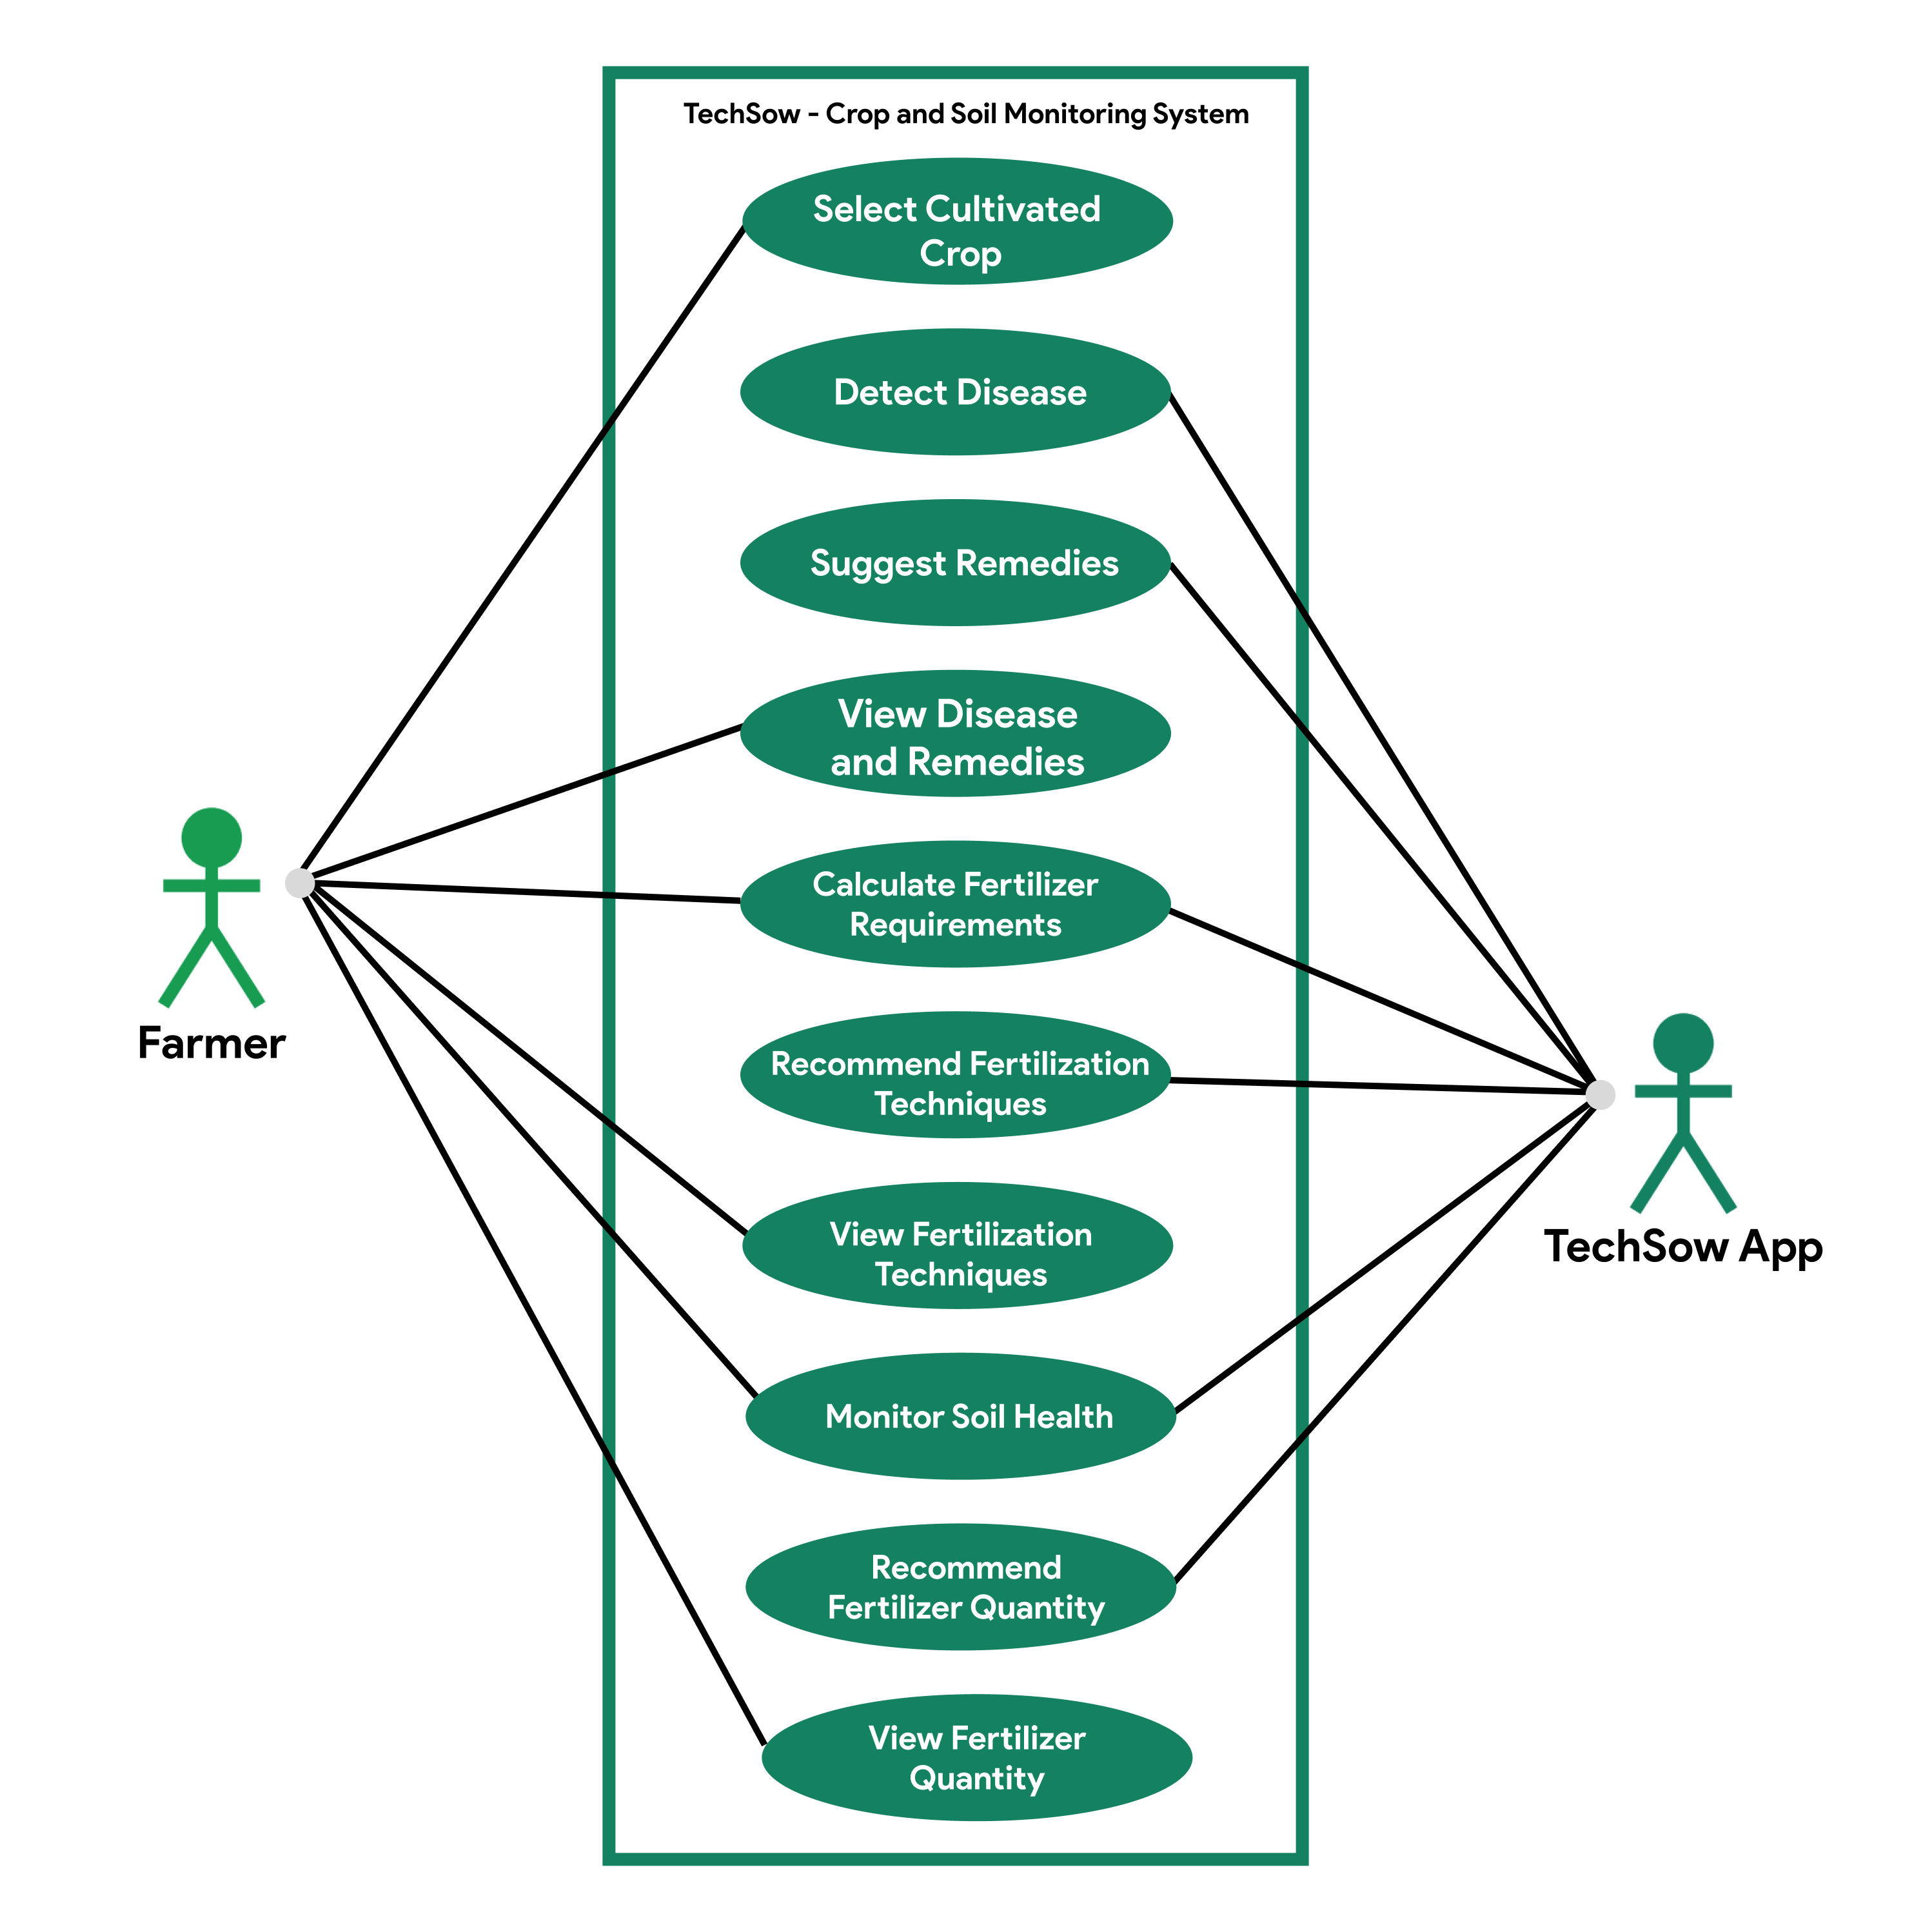 TechSow - Crop and Soil Monitoring System
Select Cultivated
Crop
Detect Disease
Suggest Remedies
View Disease
and Remedies
Calculate Fertilizer
Requirements
Recommend Fertilization
Techniques
View Fertilization
Techniques
Monitor Soil Health
Recommend
Fertilizer Quantity
View Fertilizer
Quantity
Farmer
TechSow App